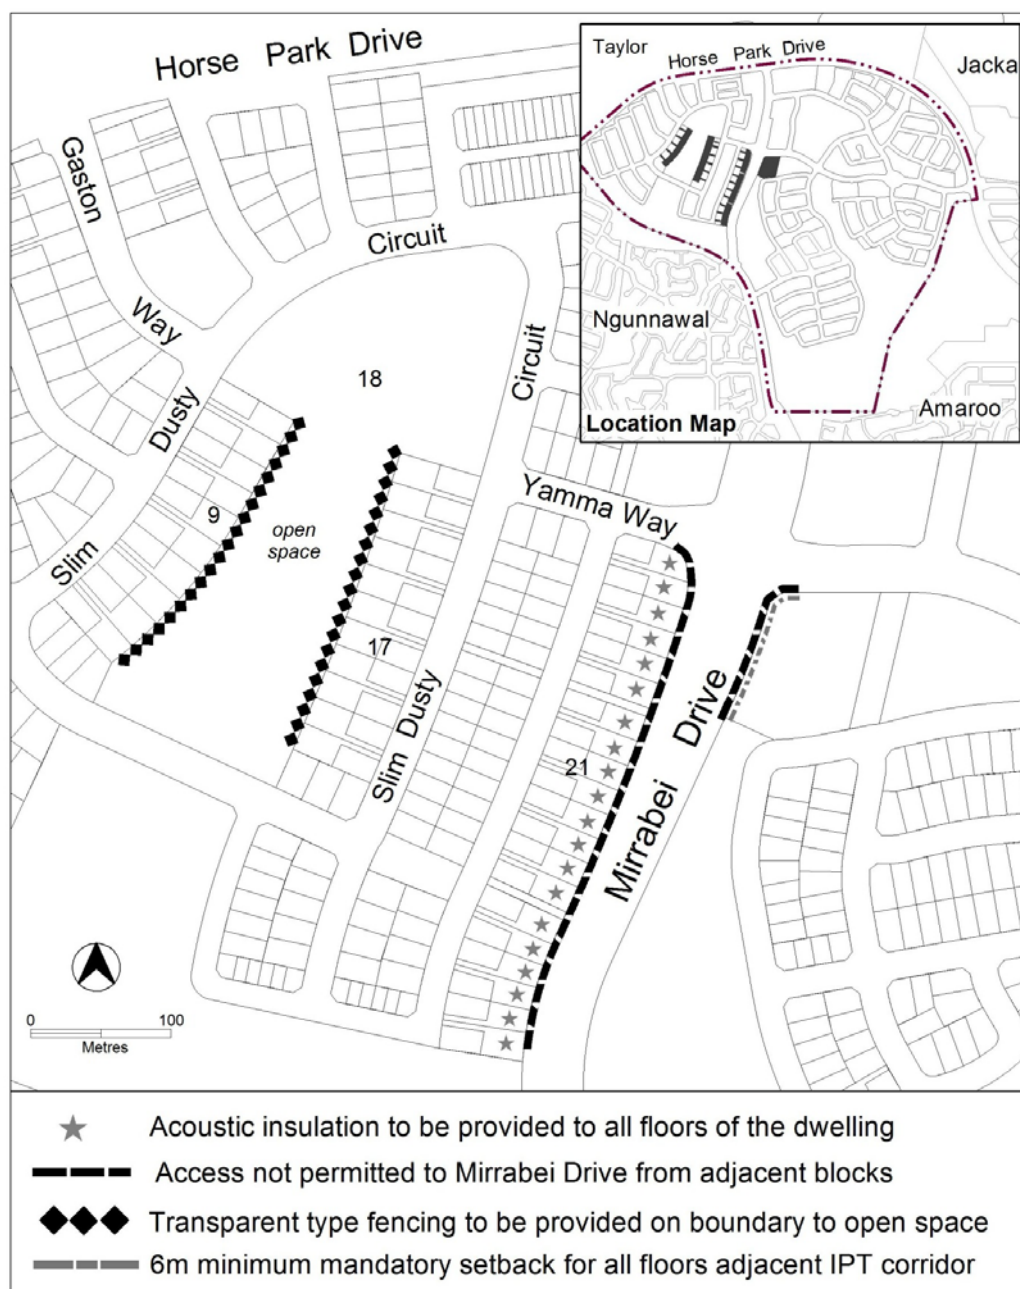 Horse Park Drive
Taylor
Horse Park Drive
Jacka
Gaston
Circuit
Way
Ngunnawal
Circuit
Amaroo
Location Map
18
Dusty
Yamma Way
9
open
space
Slim
17
Drive
Slim Dusty
21
Mirrabei
0 100
Metres
Acoustic insulation to be provided to all floors of the dwelling
Access not permitted to Mirrabei Drive from adjacent blocks
Transparent type fencing to be provided on boundary to open space
6m minimum mandatory setback for all floors adjacent IPT corridor